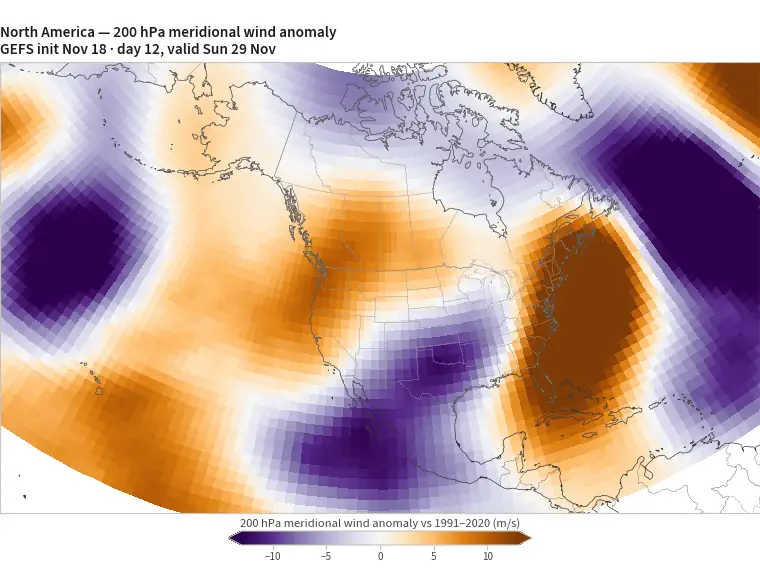 North America — 200 hPa meridional wind anomaly
GEFS init Nov 18 · day 12, valid Sun 29 Nov
200 hPa meridional wind anomaly vs 1991–2020 (m/s)
−10 −5 0 5 10